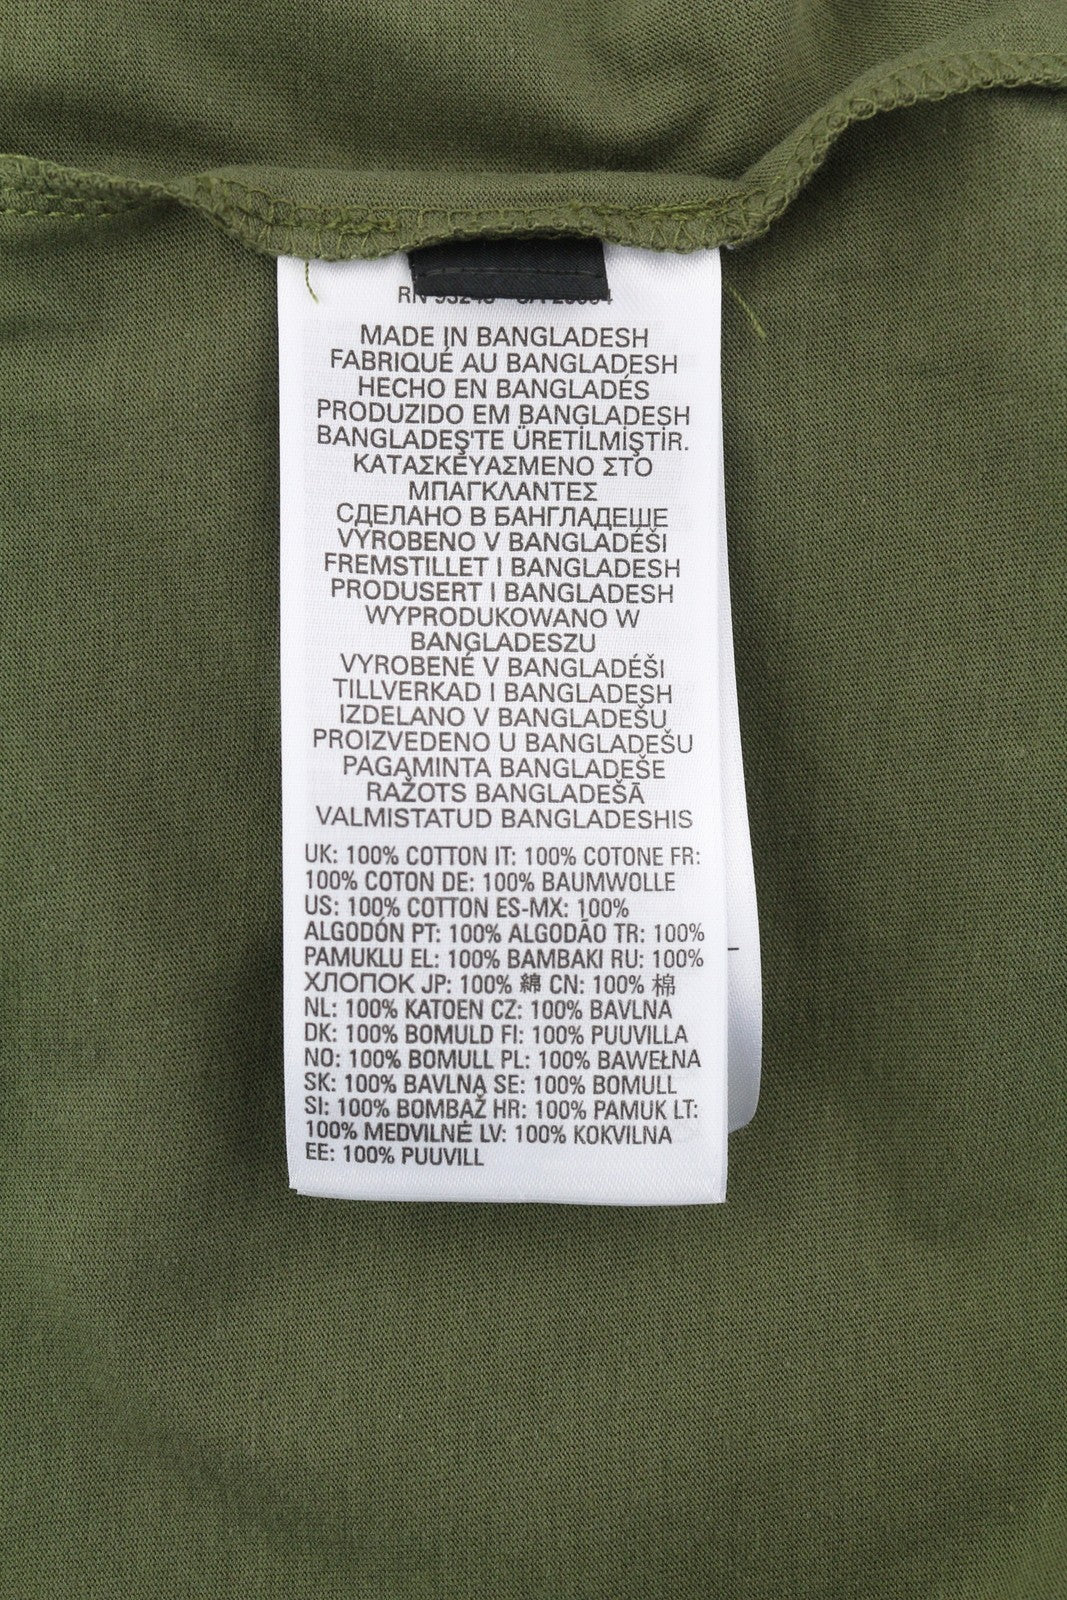 RN
MADE IN BANGLADESH
FABRIQUÉ AU BANGLADESH
HECHO EN BANGLADÉS
PRODUZIDO EM BANGLADESH
BANGLADEŞ'TE ÜRETİLMİŞTİR.
ΚΑΤΑΣΚΕΥΑΣΜΕΝΟ ΣΤΟ
ΜΠΑΓΚΛΑΝΤΕΣ
СДЕЛАНО В БАНГЛАДЕШЕ
VYROBENO V BANGLADÉŠI
FREMSTILLET I BANGLADESH
PRODUSERT I BANGLADESH
WYPRODUKOWANO W
BANGLADESZU
VYROBENÉ V BANGLADÉŠI
TILLVERKAD I BANGLADESH
IZDELANO V BANGLADEŠU
PROIZVEDENO U BANGLADEŠU
PAGAMINTA BANGLADEŠE
RAŽOTS BANGLADEŠĀ
VALMISTATUD BANGLADESHIS
UK: 100% COTTON IT: 100% COTONE FR:
100% COTON DE: 100% BAUMWOLLE
US: 100% COTTON ES-MX: 100%
ALGODÓN PT: 100% ALGODÃO TR: 100%
PAMUKLU EL: 100% BAMBAKI RU: 100%
ХЛОПОК JP: 100% 綿 CN: 100% 棉
NL: 100% KATOEN CZ: 100% BAVLNA
DK: 100% BOMULD FI: 100% PUUVILLA
NO: 100% BOMULL PL: 100% BAWEŁNA
SK: 100% BAVLNA SE: 100% BOMULL
SI: 100% BOMBAŽ HR: 100% PAMUK LT:
100% MEDVILNĖ LV: 100% KOKVILNA
EE: 100% PUUVILL